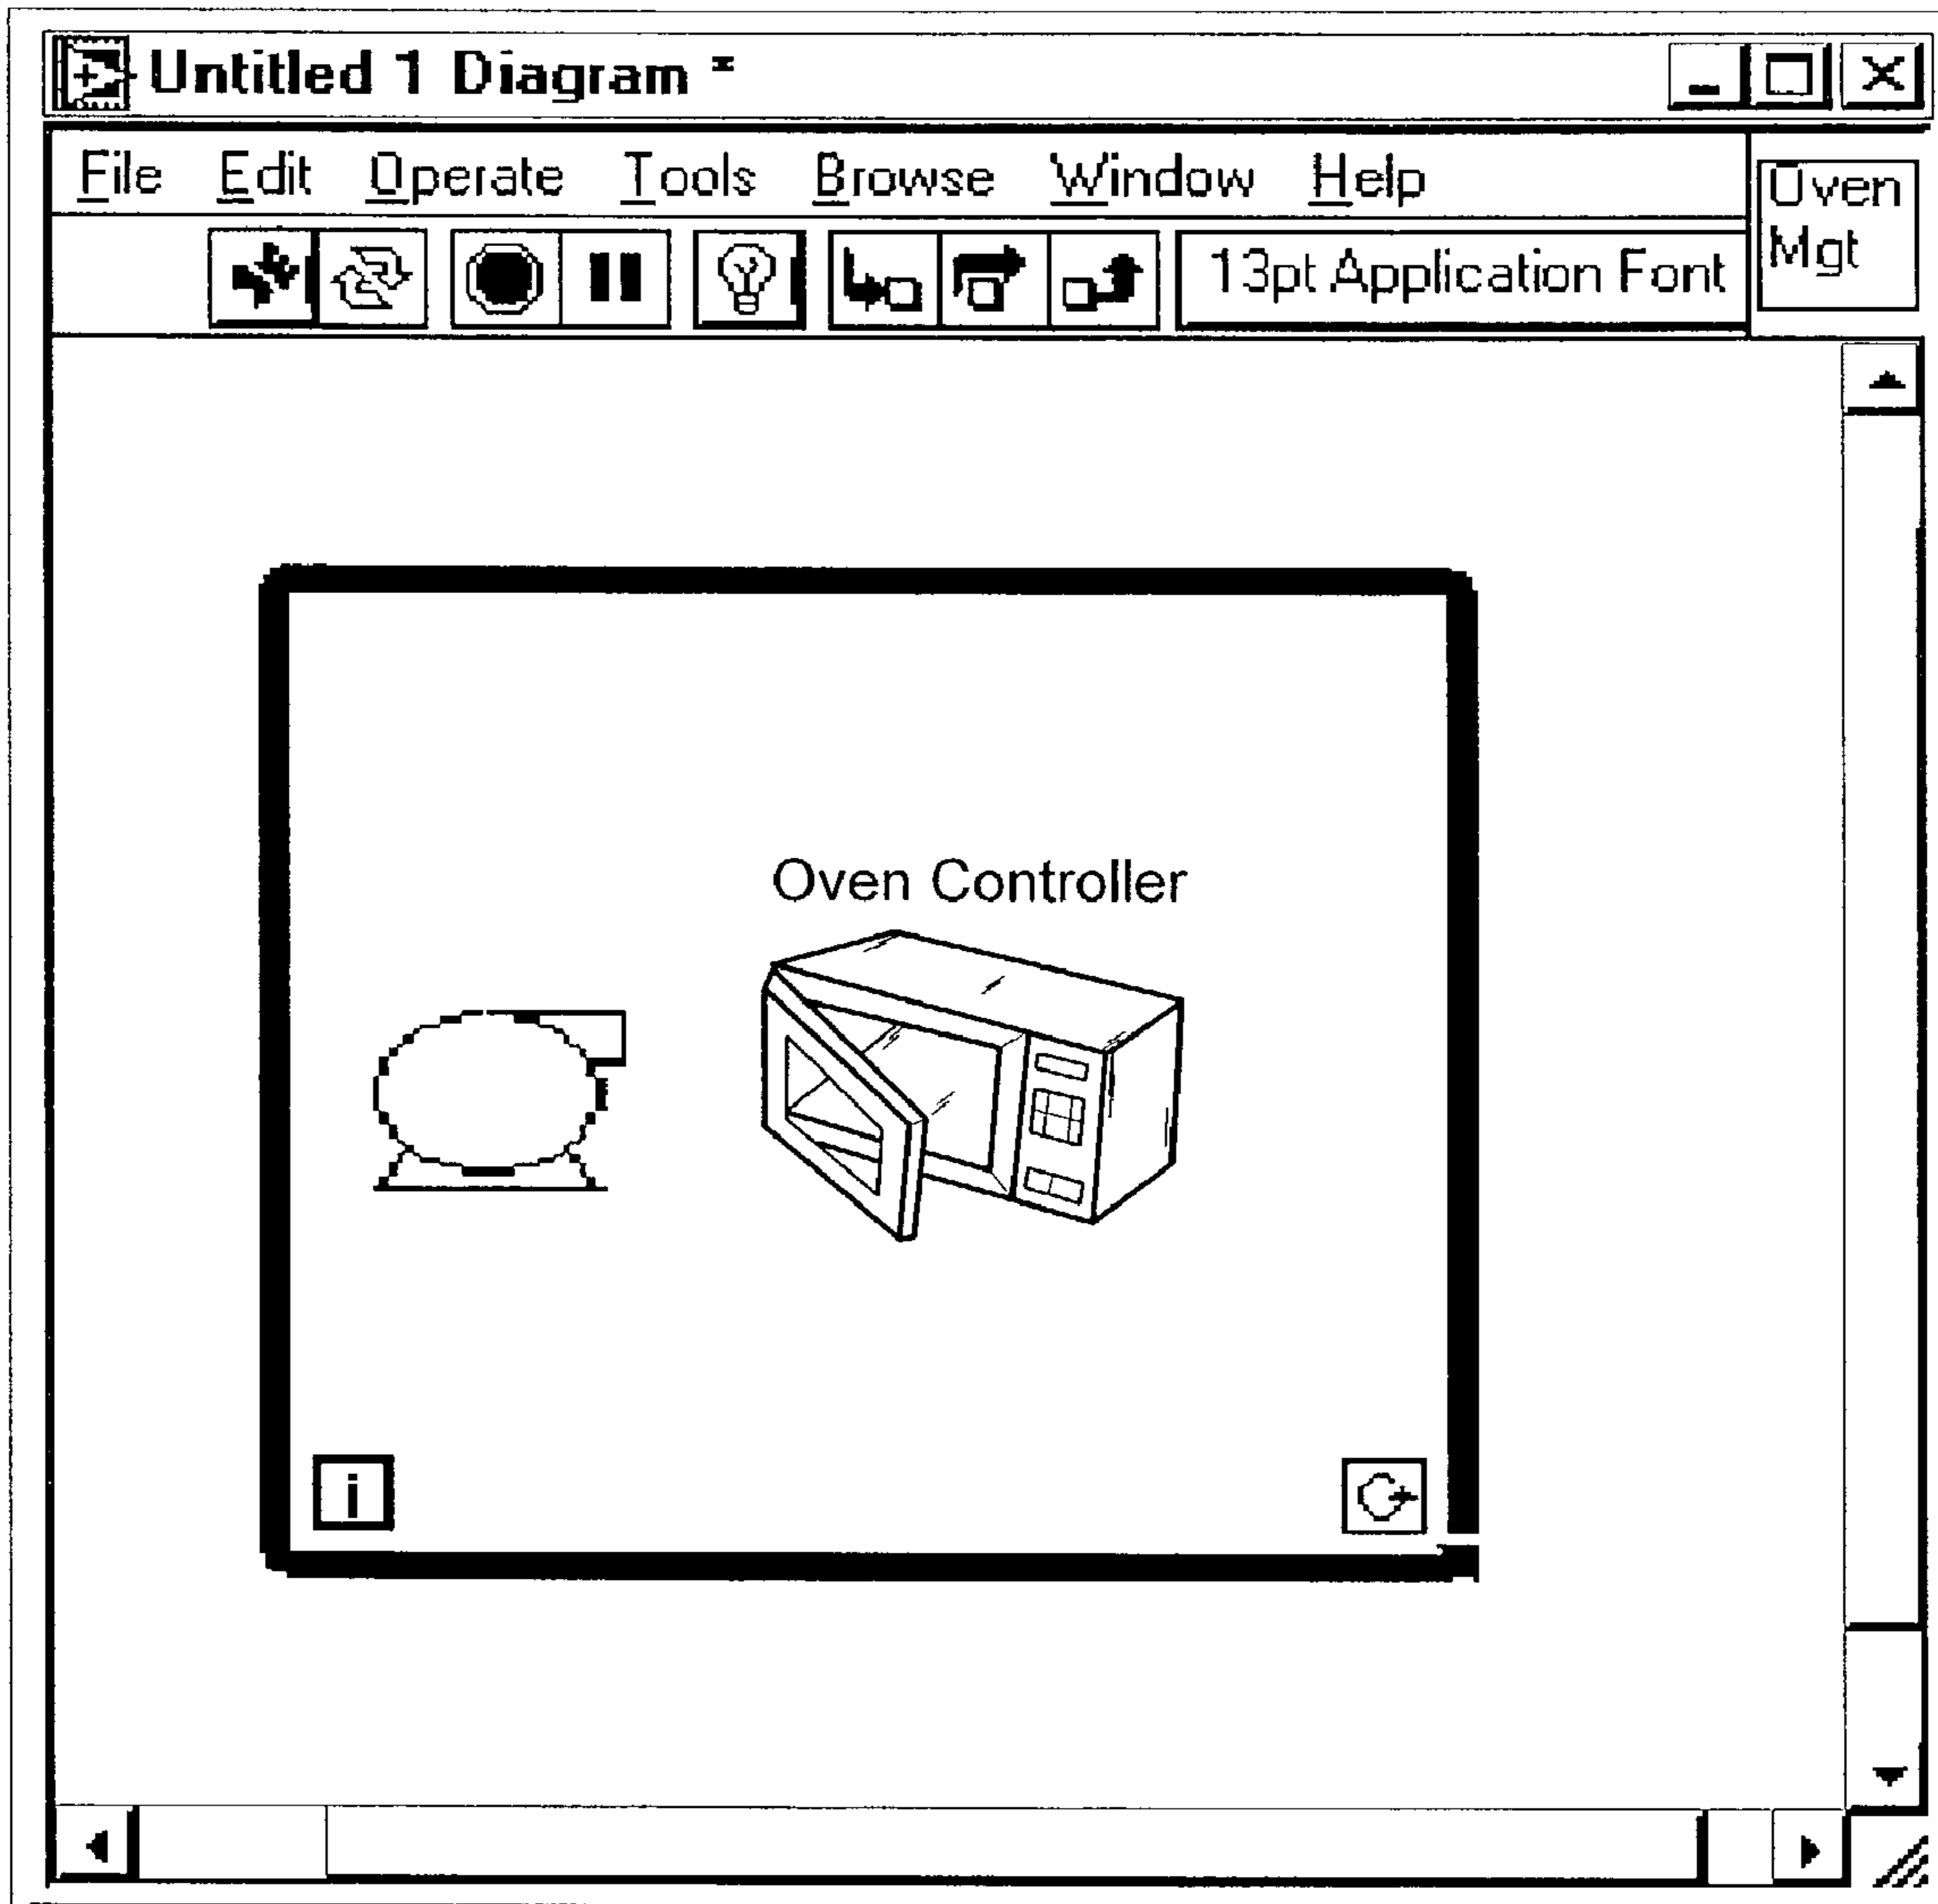 Untitled 1 Diagram *
File Edit Operate Tools Browse Window Help
Oven
Mgt
13pt Application Font
Oven Controller
i